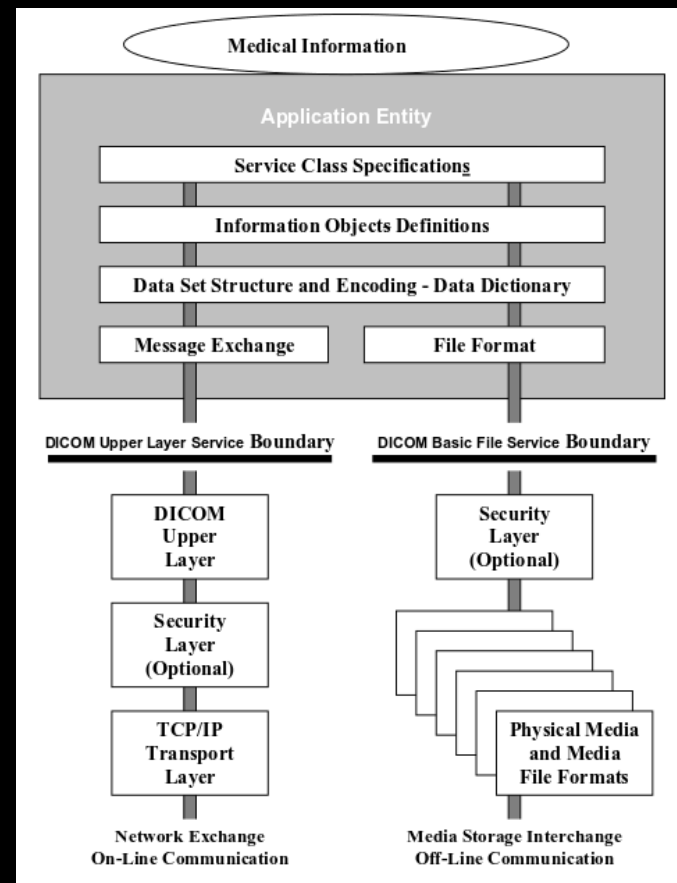 Medical Information
Application Entity
Service Class Specifications
Information Objects Definitions
Data Set Structure and Encoding - Data Dictionary
Message Exchange
File Format
DICOM Upper Layer Service Boundary
DICOM Basic File Service Boundary
DICOM
Upper
Layer
Security
Layer
(Optional)
TCP/IP
Transport
Layer
Network Exchange
On-Line Communication
Security
Layer
(Optional)
Physical Media
and Media
File Formats
Media Storage Interchange
Off-Line Communication